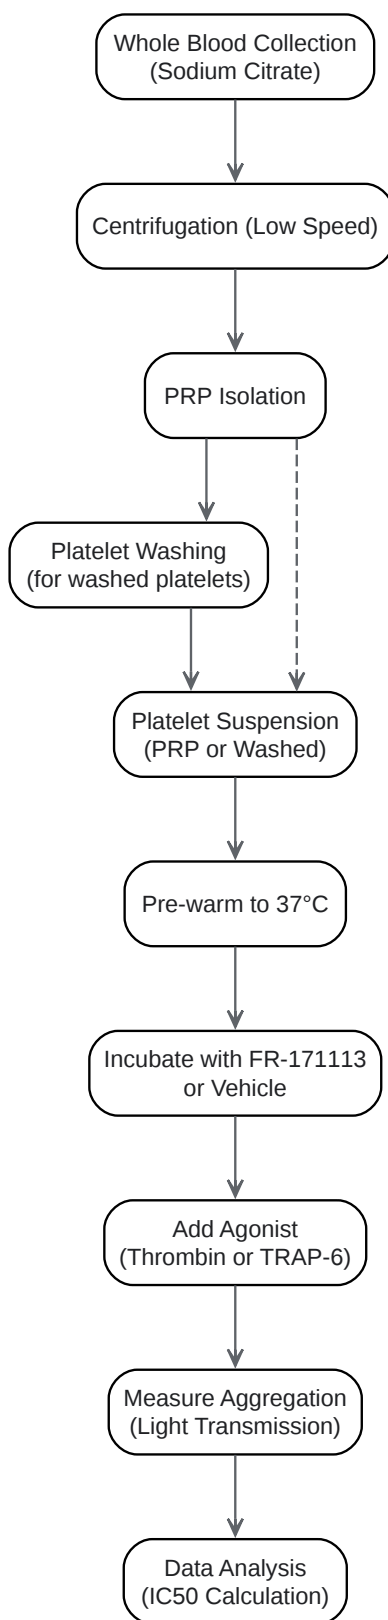 Whole Blood Collection
(Sodium Citrate)
Centrifugation (Low Speed)
PRP Isolation
Platelet Washing
(for washed platelets)
Platelet Suspension
(PRP or Washed)
Pre-warm to 37°C
Incubate with FR-171113
or Vehicle
Add Agonist
(Thrombin or TRAP-6)
Measure Aggregation
(Light Transmission)
Data Analysis
(IC50 Calculation)